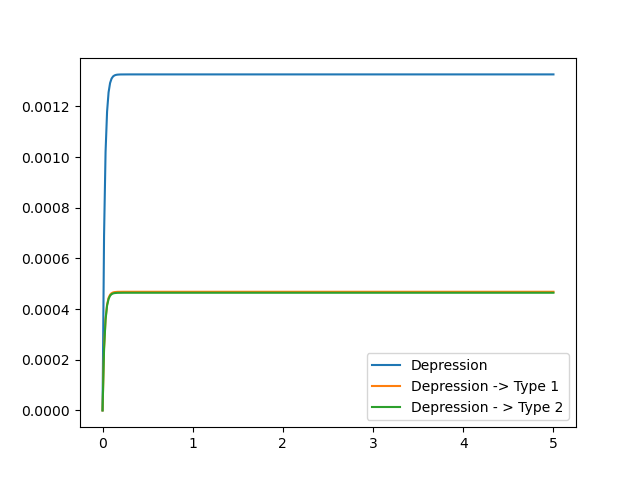 0.0012
0.0010
0.0008
0.0006
0.0004
0.0002
0.0000
Depression
Depression -> Type 1
Depression - > Type 2
0 1 2 3 4 5